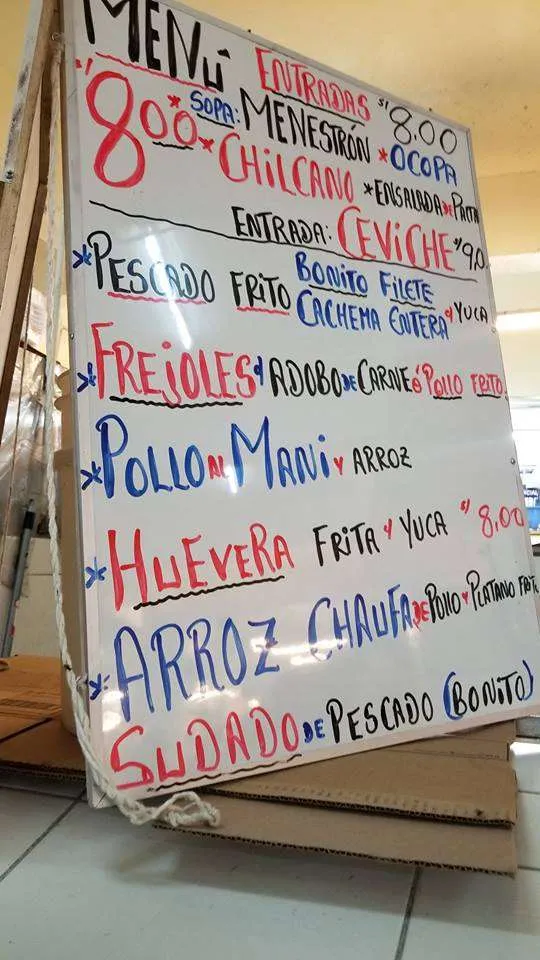 MENÚ ENTRADAS S/8.00
S/8.00 * SOPA: MENESTRÓN * OCOPA
* CHILCANO * ENSALADA DE PALTA
ENTRADA: CEVICHE S/9.0
* PESCADO FRITO BONITO FILETE
CACHEMA ENTERA Y YUCA
* FREJOLES Y ADOBO DE CARNE Ó POLLO FRITO
* POLLO AL MANI Y ARROZ
* HUEVERA FRITA Y YUCA S/ 8.00
* ARROZ CHAUFA DE POLLO Y PLATANO FRITO
SUDADO DE PESCADO (BONITO)